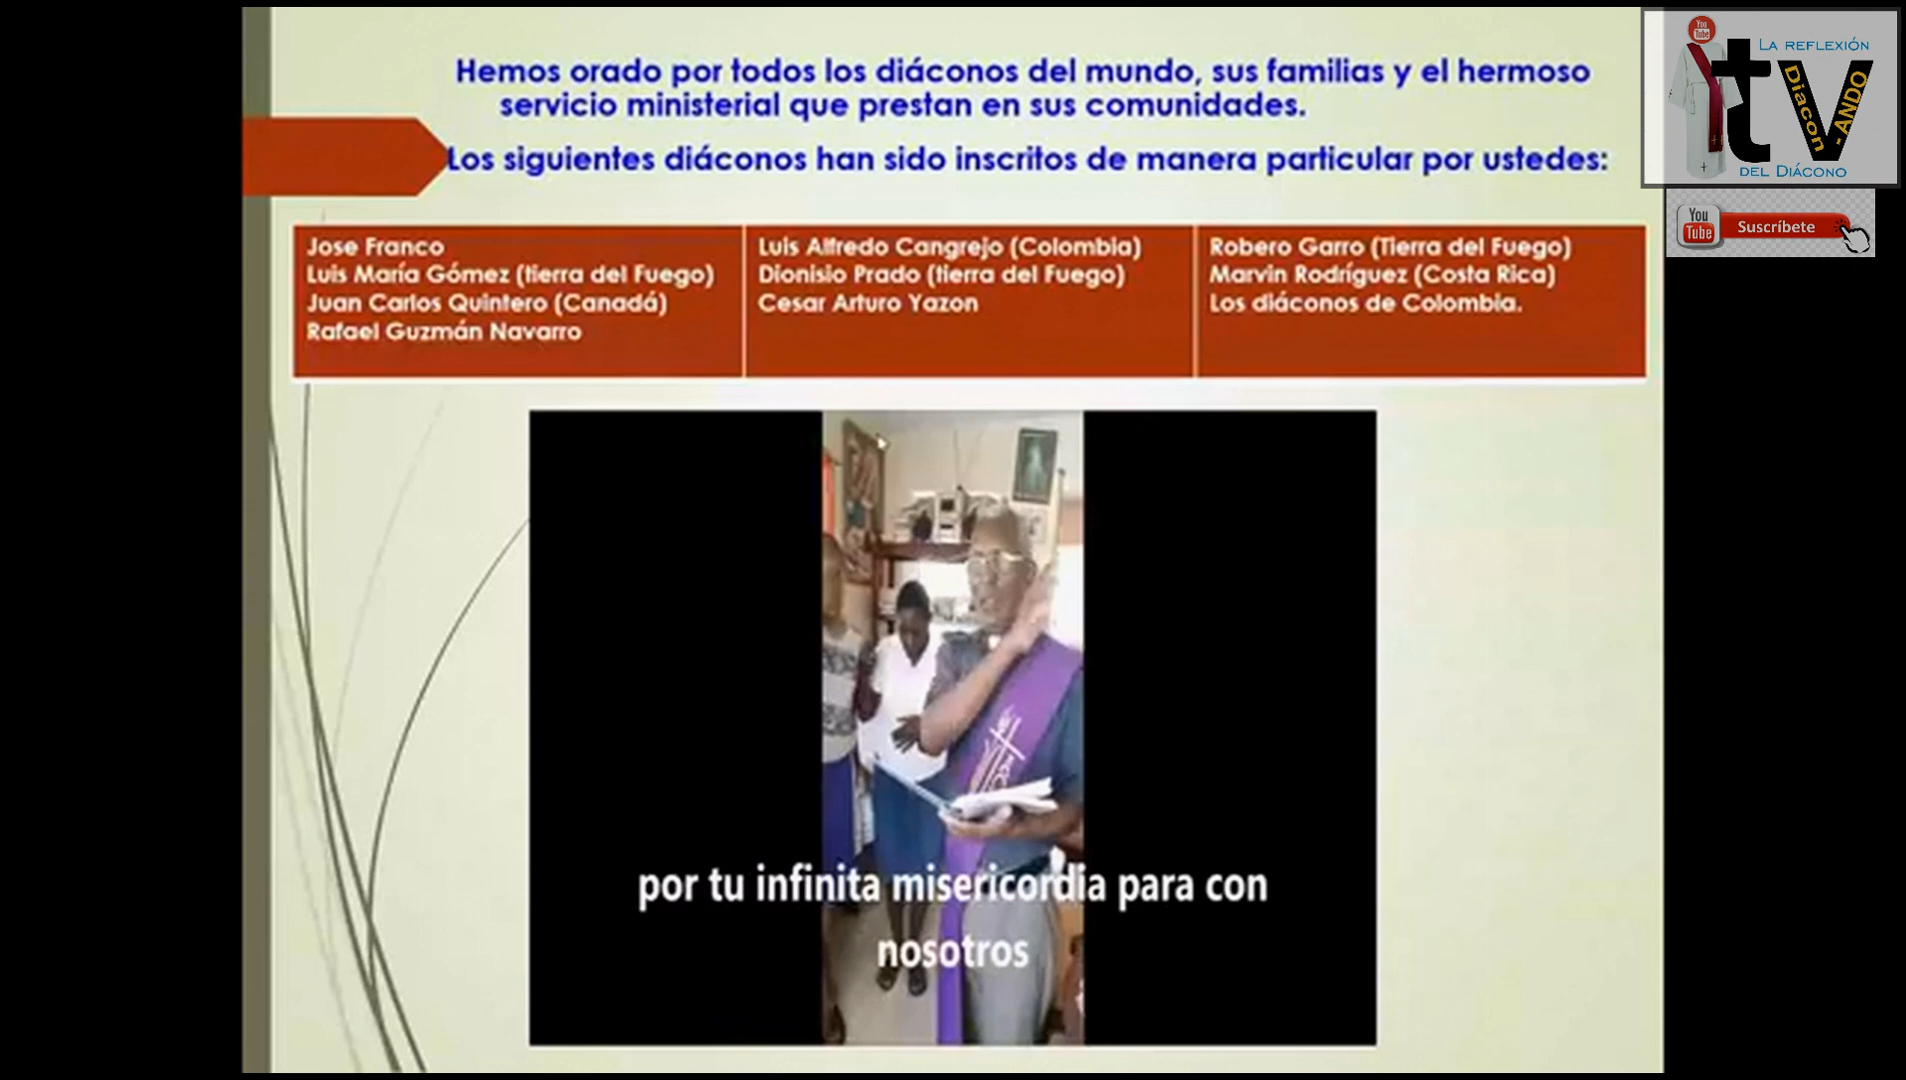 Hemos orado por todos los diáconos del mundo, sus familias y el hermoso
servicio ministerial que prestan en sus comunidades.
Los siguientes diáconos han sido inscritos de manera particular por ustedes:
Jose Franco
Luis María Gómez (tierra del Fuego)
Juan Carlos Quintero (Canadá)
Rafael Guzmán Navarro
Luis Alfredo Cangrejo (Colombia)
Dionisio Prado (tierra del Fuego)
Cesar Arturo Yazon
Robero Garro (Tierra del Fuego)
Marvin Rodríguez (Costa Rica)
Los diáconos de Colombia.
por tu infinita misericordia para con
nosotros
You
Tube
LA REFLEXIÓN
tv
Diacon
-ANDO
DEL DIÁCONO
You
Tube
Suscríbete